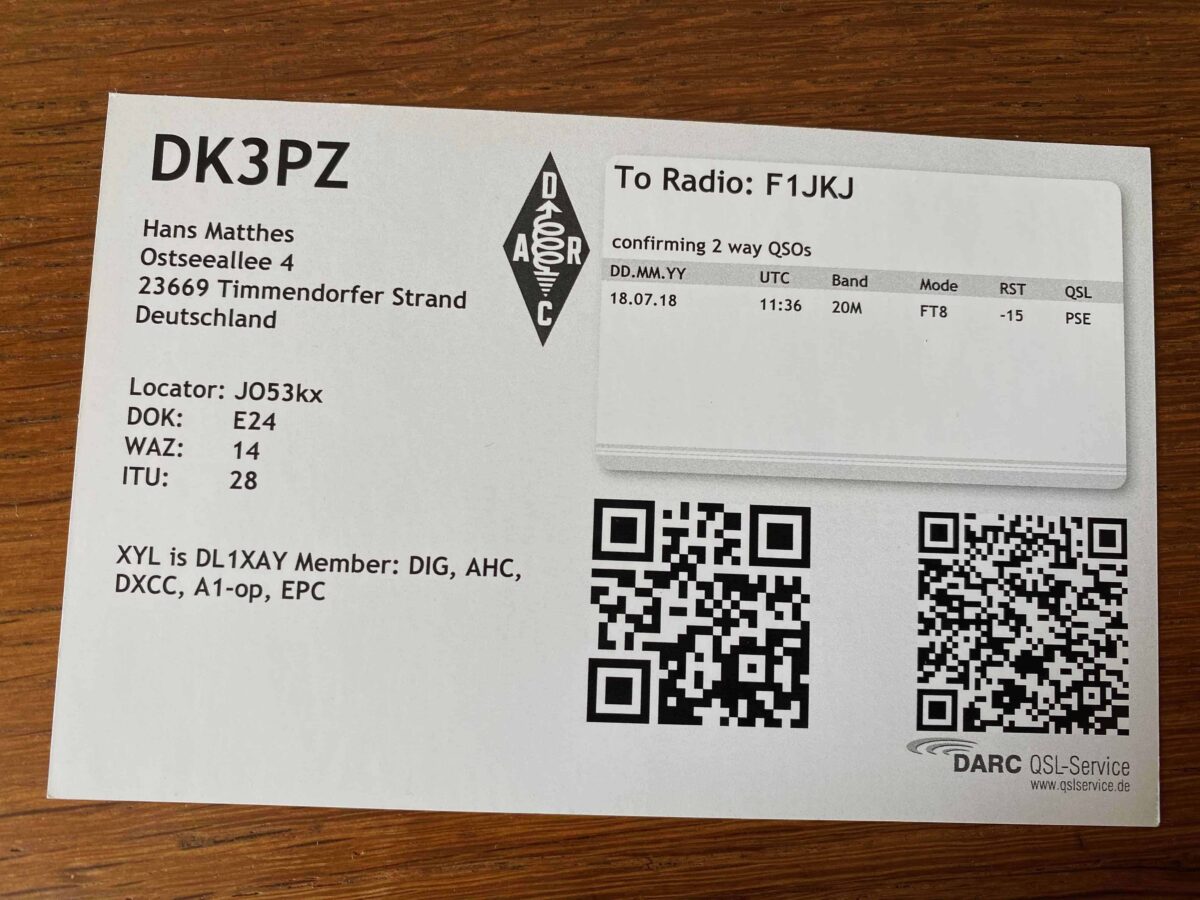 DK3PZ
Hans Matthes
Ostseeallee 4
23669 Timmendorfer Strand
Deutschland
Locator: JO53kx
DOK: E24
WAZ: 14
ITU: 28
XYL is DL1XAY Member: DIG, AHC,
DXCC, A1-op, EPC
D
A R
C
To Radio: F1JKJ
confirming 2 way QSOs
DD.MM.YY UTC Band Mode RST QSL
18.07.18 11:36 20M FT8 -15 PSE
DARC QSL-Service
www.qslservice.de